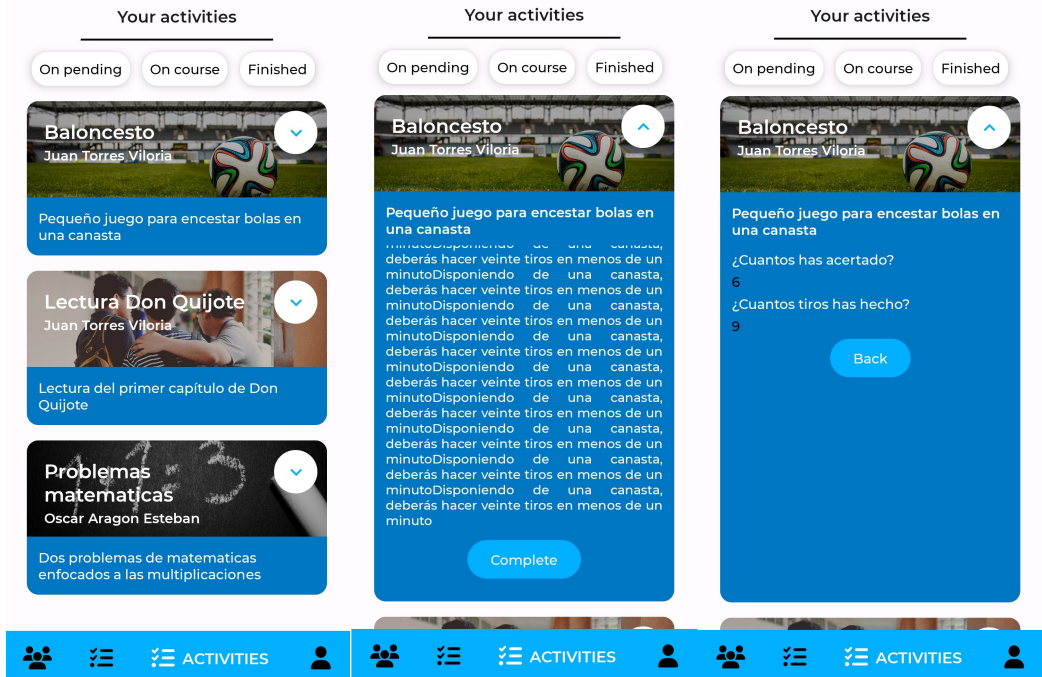 Your activities
On pending
On course
Finished
Baloncesto
Juan Torres Viloria
Pequeño juego para encestar bolas en
una canasta
Lectura Don Quijote
Juan Torres Viloria
Lectura del primer capítulo de Don
Quijote
Problemas
matematicas
Oscar Aragon Esteban
Dos problemas de matematicas
enfocados a las multiplicaciones
ACTIVITIES
Your activities
On pending
On course
Finished
Baloncesto
Juan Torres Viloria
Pequeño juego para encestar bolas en
una canasta
minutoDisponiendo de una canasta,
deberás hacer veinte tiros en menos de un
minutoDisponiendo de una canasta,
deberás hacer veinte tiros en menos de un
minutoDisponiendo de una canasta,
deberás hacer veinte tiros en menos de un
minutoDisponiendo de una canasta,
deberás hacer veinte tiros en menos de un
minutoDisponiendo de una canasta,
deberás hacer veinte tiros en menos de un
minutoDisponiendo de una canasta,
deberás hacer veinte tiros en menos de un
minutoDisponiendo de una canasta,
deberás hacer veinte tiros en menos de un
minutoDisponiendo de una canasta,
deberás hacer veinte tiros en menos de un
minutoDisponiendo de una canasta,
deberás hacer veinte tiros en menos de un
minuto
Complete
ACTIVITIES
Your activities
On pending
On course
Finished
Baloncesto
Juan Torres Viloria
Pequeño juego para encestar bolas en
una canasta
¿Cuantos has acertado?
6
¿Cuantos tiros has hecho?
9
Back
ACTIVITIES